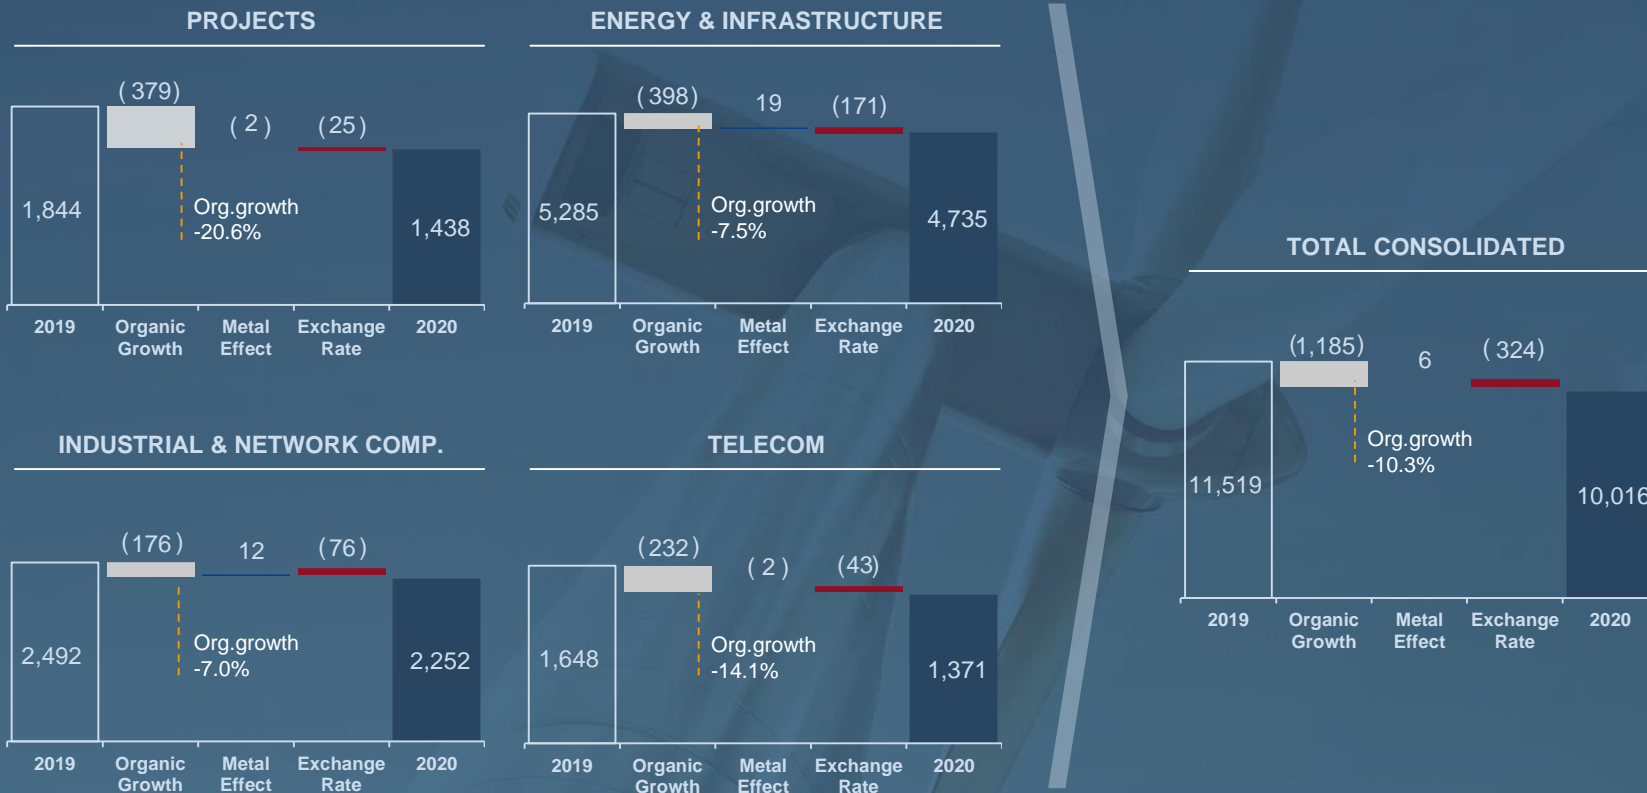 PROJECTS
(379)
(2)
(25)
1,844
Org.growth
-20.6%
1,438
2019
Organic
Growth
Metal
Effect
Exchange
Rate
2020
ENERGY & INFRASTRUCTURE
(398)
19
(171)
5,285
Org.growth
-7.5%
4,735
2019
Organic
Growth
Metal
Effect
Exchange
Rate
2020
INDUSTRIAL & NETWORK COMP.
(176)
12
(76)
2,492
Org.growth
-7.0%
2,252
2019
Organic
Growth
Metal
Effect
Exchange
Rate
2020
TELECOM
(232)
(2)
(43)
1,648
Org.growth
-14.1%
1,371
2019
Organic
Growth
Metal
Effect
Exchange
Rate
2020
TOTAL CONSOLIDATED
(1,185)
6
(324)
11,519
Org.growth
-10.3%
10,016
2019
Organic
Growth
Metal
Effect
Exchange
Rate
2020